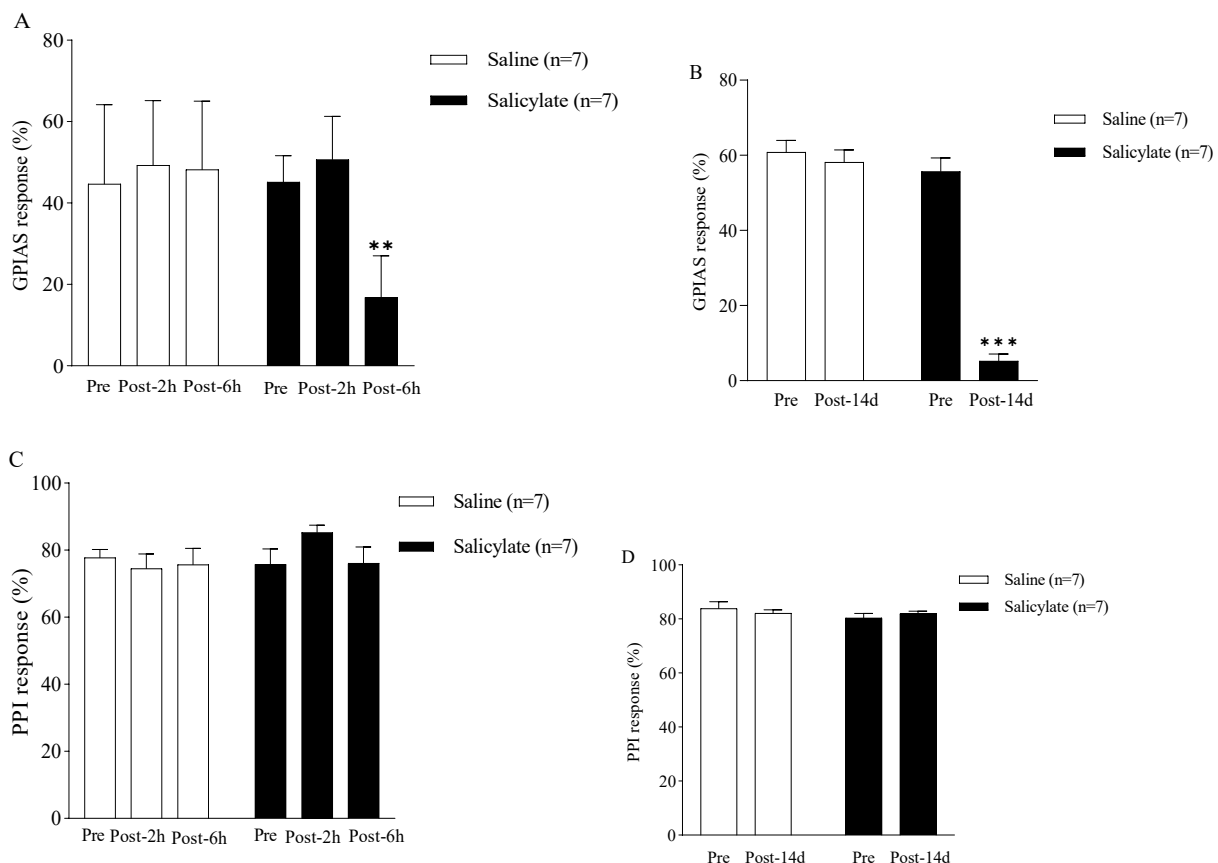 A
GPIAS response (%)
80
60
40
20
0
Saline (n=7)
Salicylate (n=7)
**
Pre Post-2h Post-6h Pre Post-2h Post-6h
B
GPIAS response (%)
80
60
40
20
0
Saline (n=7)
Salicylate (n=7)
***
Pre Post-14d Pre Post-14d
C
PPI response (%)
100
80
60
40
20
0
Saline (n=7)
Salicylate (n=7)
Pre Post-2h Post-6h Pre Post-2h Post-6h
D
PPI response (%)
100
80
60
40
20
0
Saline (n=7)
Salicylate (n=7)
Pre Post-14d Pre Post-14d